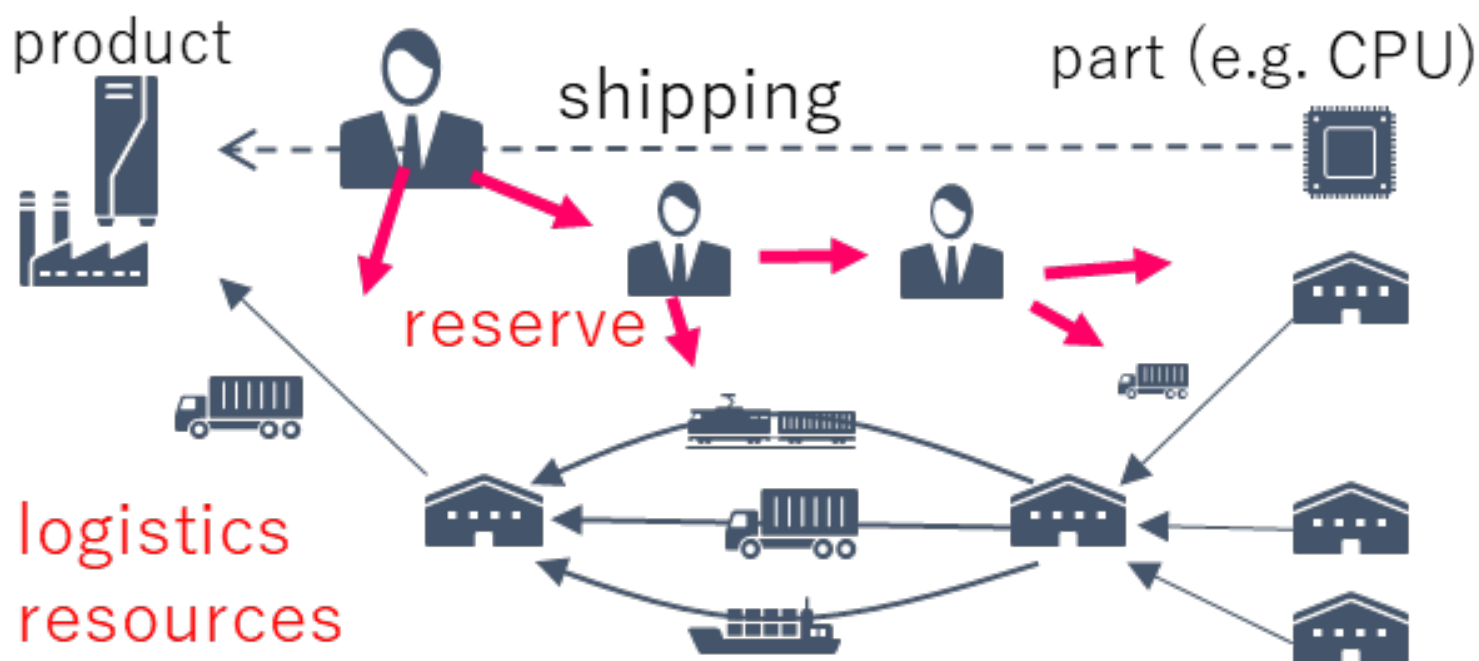 product
shipping
part (e.g. CPU)
reserve
logistics
resources